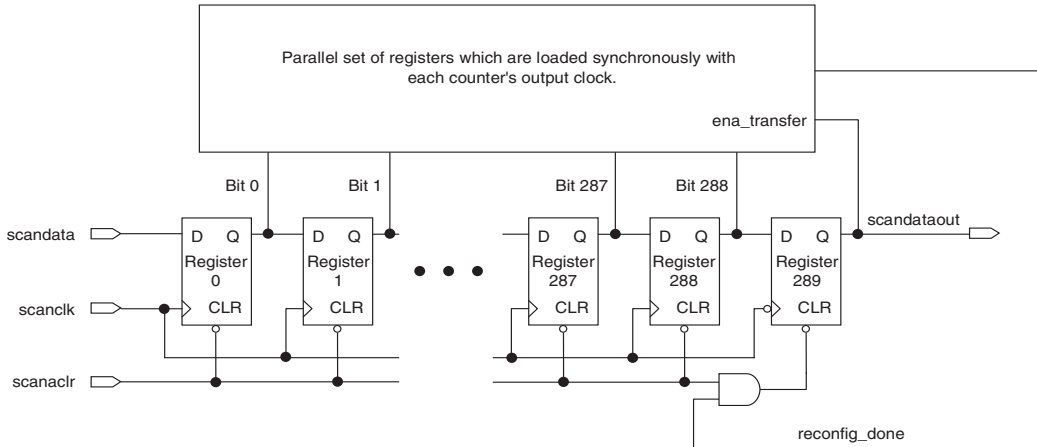 Parallel set of registers which are loaded synchronously with
each counter's output clock.
ena_transfer
Bit 0
Bit 1
Bit 287
Bit 288
scandata
D Q
Register
0
CLR
D Q
Register
1
CLR
D Q
Register
287
CLR
D Q
Register
288
CLR
D Q
Register
289
CLR
scandataout
scanclk
scanaclr
reconfig_done